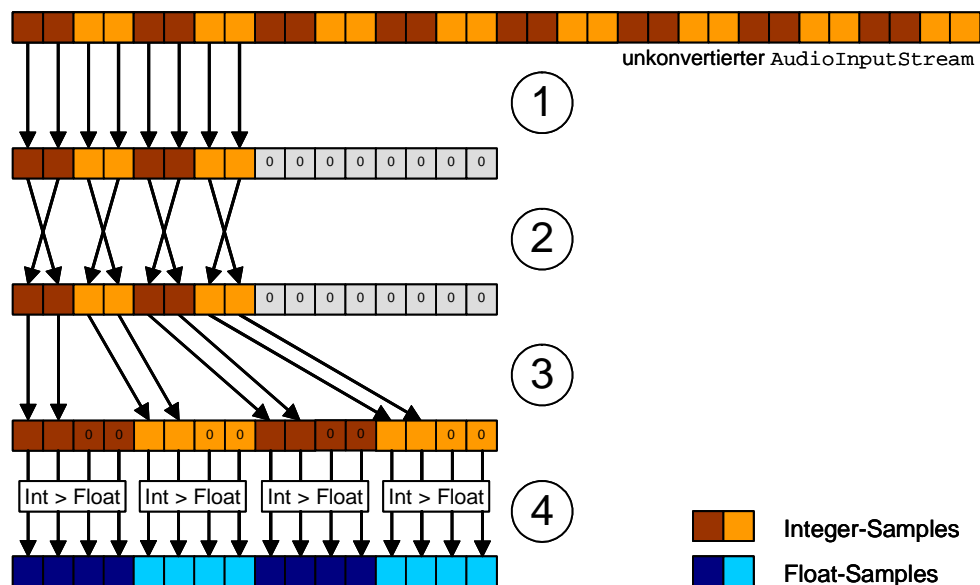 unkonvertierter AudioInputStream
1
0 0 0 0 0 0 0 0
2
0 0 0 0 0 0 0 0
3
0 0 0 0 0 0 0 0
Int > Float Int > Float Int > Float Int > Float
4
Integer-Samples
Float-Samples